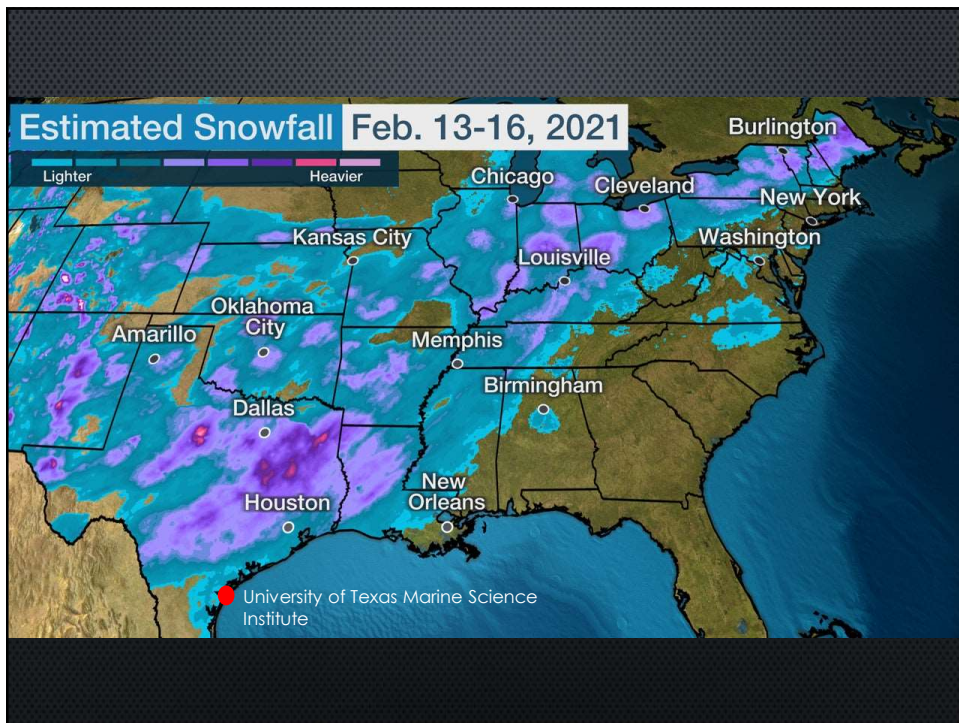 Estimated Snowfall Feb. 13-16, 2021
Lighter Heavier
Burlington
Chicago
Cleveland
New York
Kansas City
Washington
Louisville
Oklahoma
City
Amarillo
Memphis
Birmingham
Dallas
New
Orleans
Houston
University of Texas Marine Science
Institute